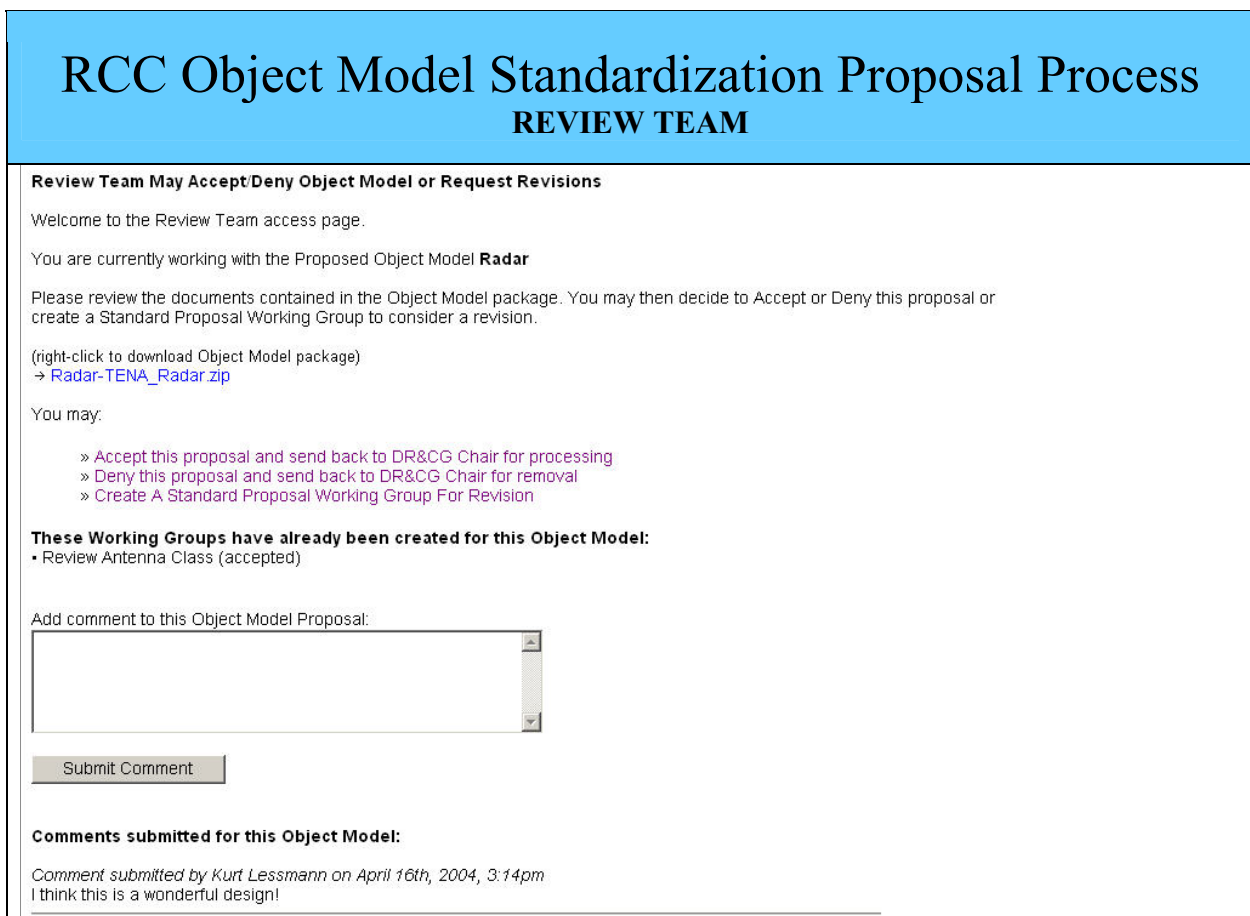 RCC Object Model Standardization Proposal Process
REVIEW TEAM
Review Team May Accept/Deny Object Model or Request Revisions
Welcome to the Review Team access page.
You are currently working with the Proposed Object Model Radar
Please review the documents contained in the Object Model package. You may then decide to Accept or Deny this proposal or
create a Standard Proposal Working Group to consider a revision.
(right-click to download Object Model package)
→ Radar-TENA_Radar.zip
You may:
» Accept this proposal and send back to DR&CG Chair for processing
» Deny this proposal and send back to DR&CG Chair for removal
» Create A Standard Proposal Working Group For Revision
These Working Groups have already been created for this Object Model:
▪ Review Antenna Class (accepted)
Add comment to this Object Model Proposal:
Submit Comment
Comments submitted for this Object Model:
Comment submitted by Kurt Lessmann on April 16th, 2004, 3:14pm
I think this is a wonderful design!